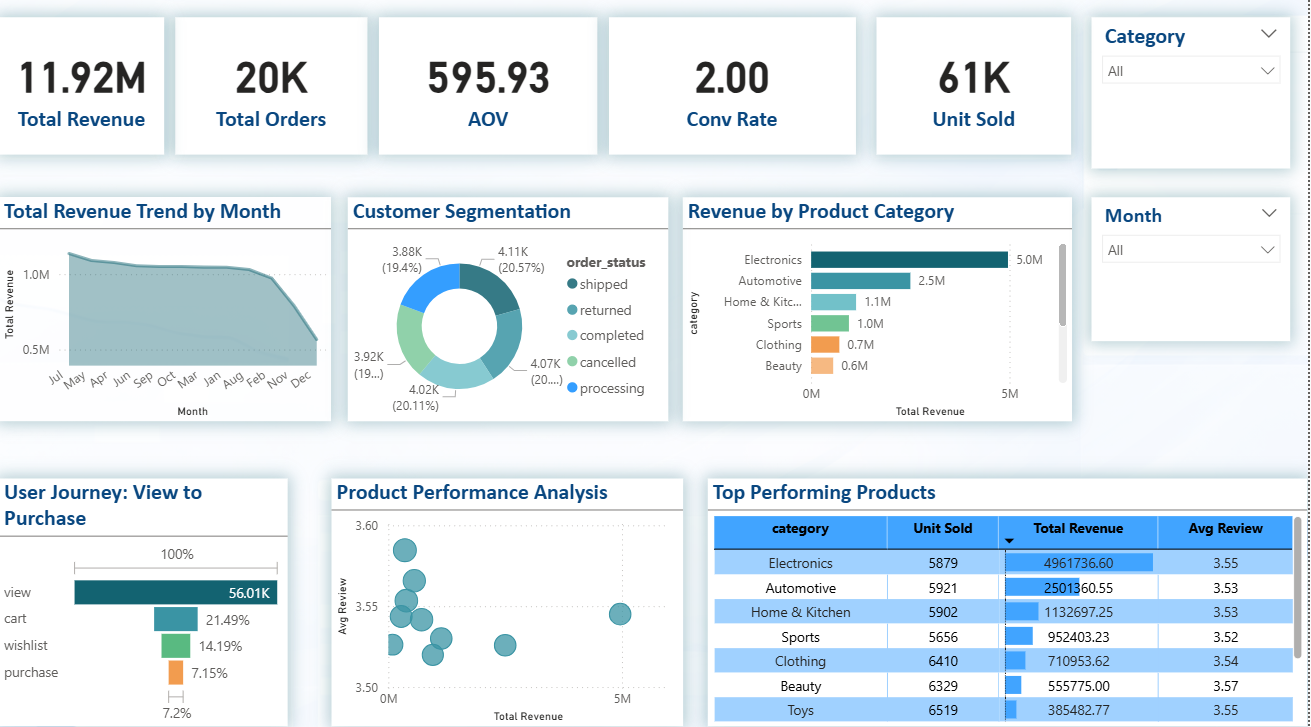 11.92M
Total Revenue
20K
Total Orders
595.93
AOV
2.00
Conv Rate
61K
Unit Sold
Category
All
Total Revenue Trend by Month
Total Revenue
1.0M
0.5M
Jul May Apr Jun Sep Oct Mar Jan Aug Feb Nov Dec
Month
Customer Segmentation
3.88K
(19.4%)
4.11K
(20.57%)
3.92K
(19...)
4.07K
(20....)
4.02K
(20.11%)
order_status
shipped
returned
completed
cancelled
processing
Revenue by Product Category
category
Electronics 5.0M
Automotive 2.5M
Home & Kitc... 1.1M
Sports 1.0M
Clothing 0.7M
Beauty 0.6M
0M 5M
Total Revenue
Month
All
User Journey: View to
Purchase
100%
view 56.01K
cart 21.49%
wishlist 14.19%
purchase 7.15%
7.2%
Product Performance Analysis
Avg Review
3.60
3.55
3.50
0M 5M
Total Revenue
Top Performing Products
category Unit Sold Total Revenue Avg Review
Electronics 5879 4961736.60 3.55
Automotive 5921 2501360.55 3.53
Home & Kitchen 5902 1132697.25 3.53
Sports 5656 952403.23 3.52
Clothing 6410 710953.62 3.54
Beauty 6329 555775.00 3.57
Toys 6519 385482.77 3.55